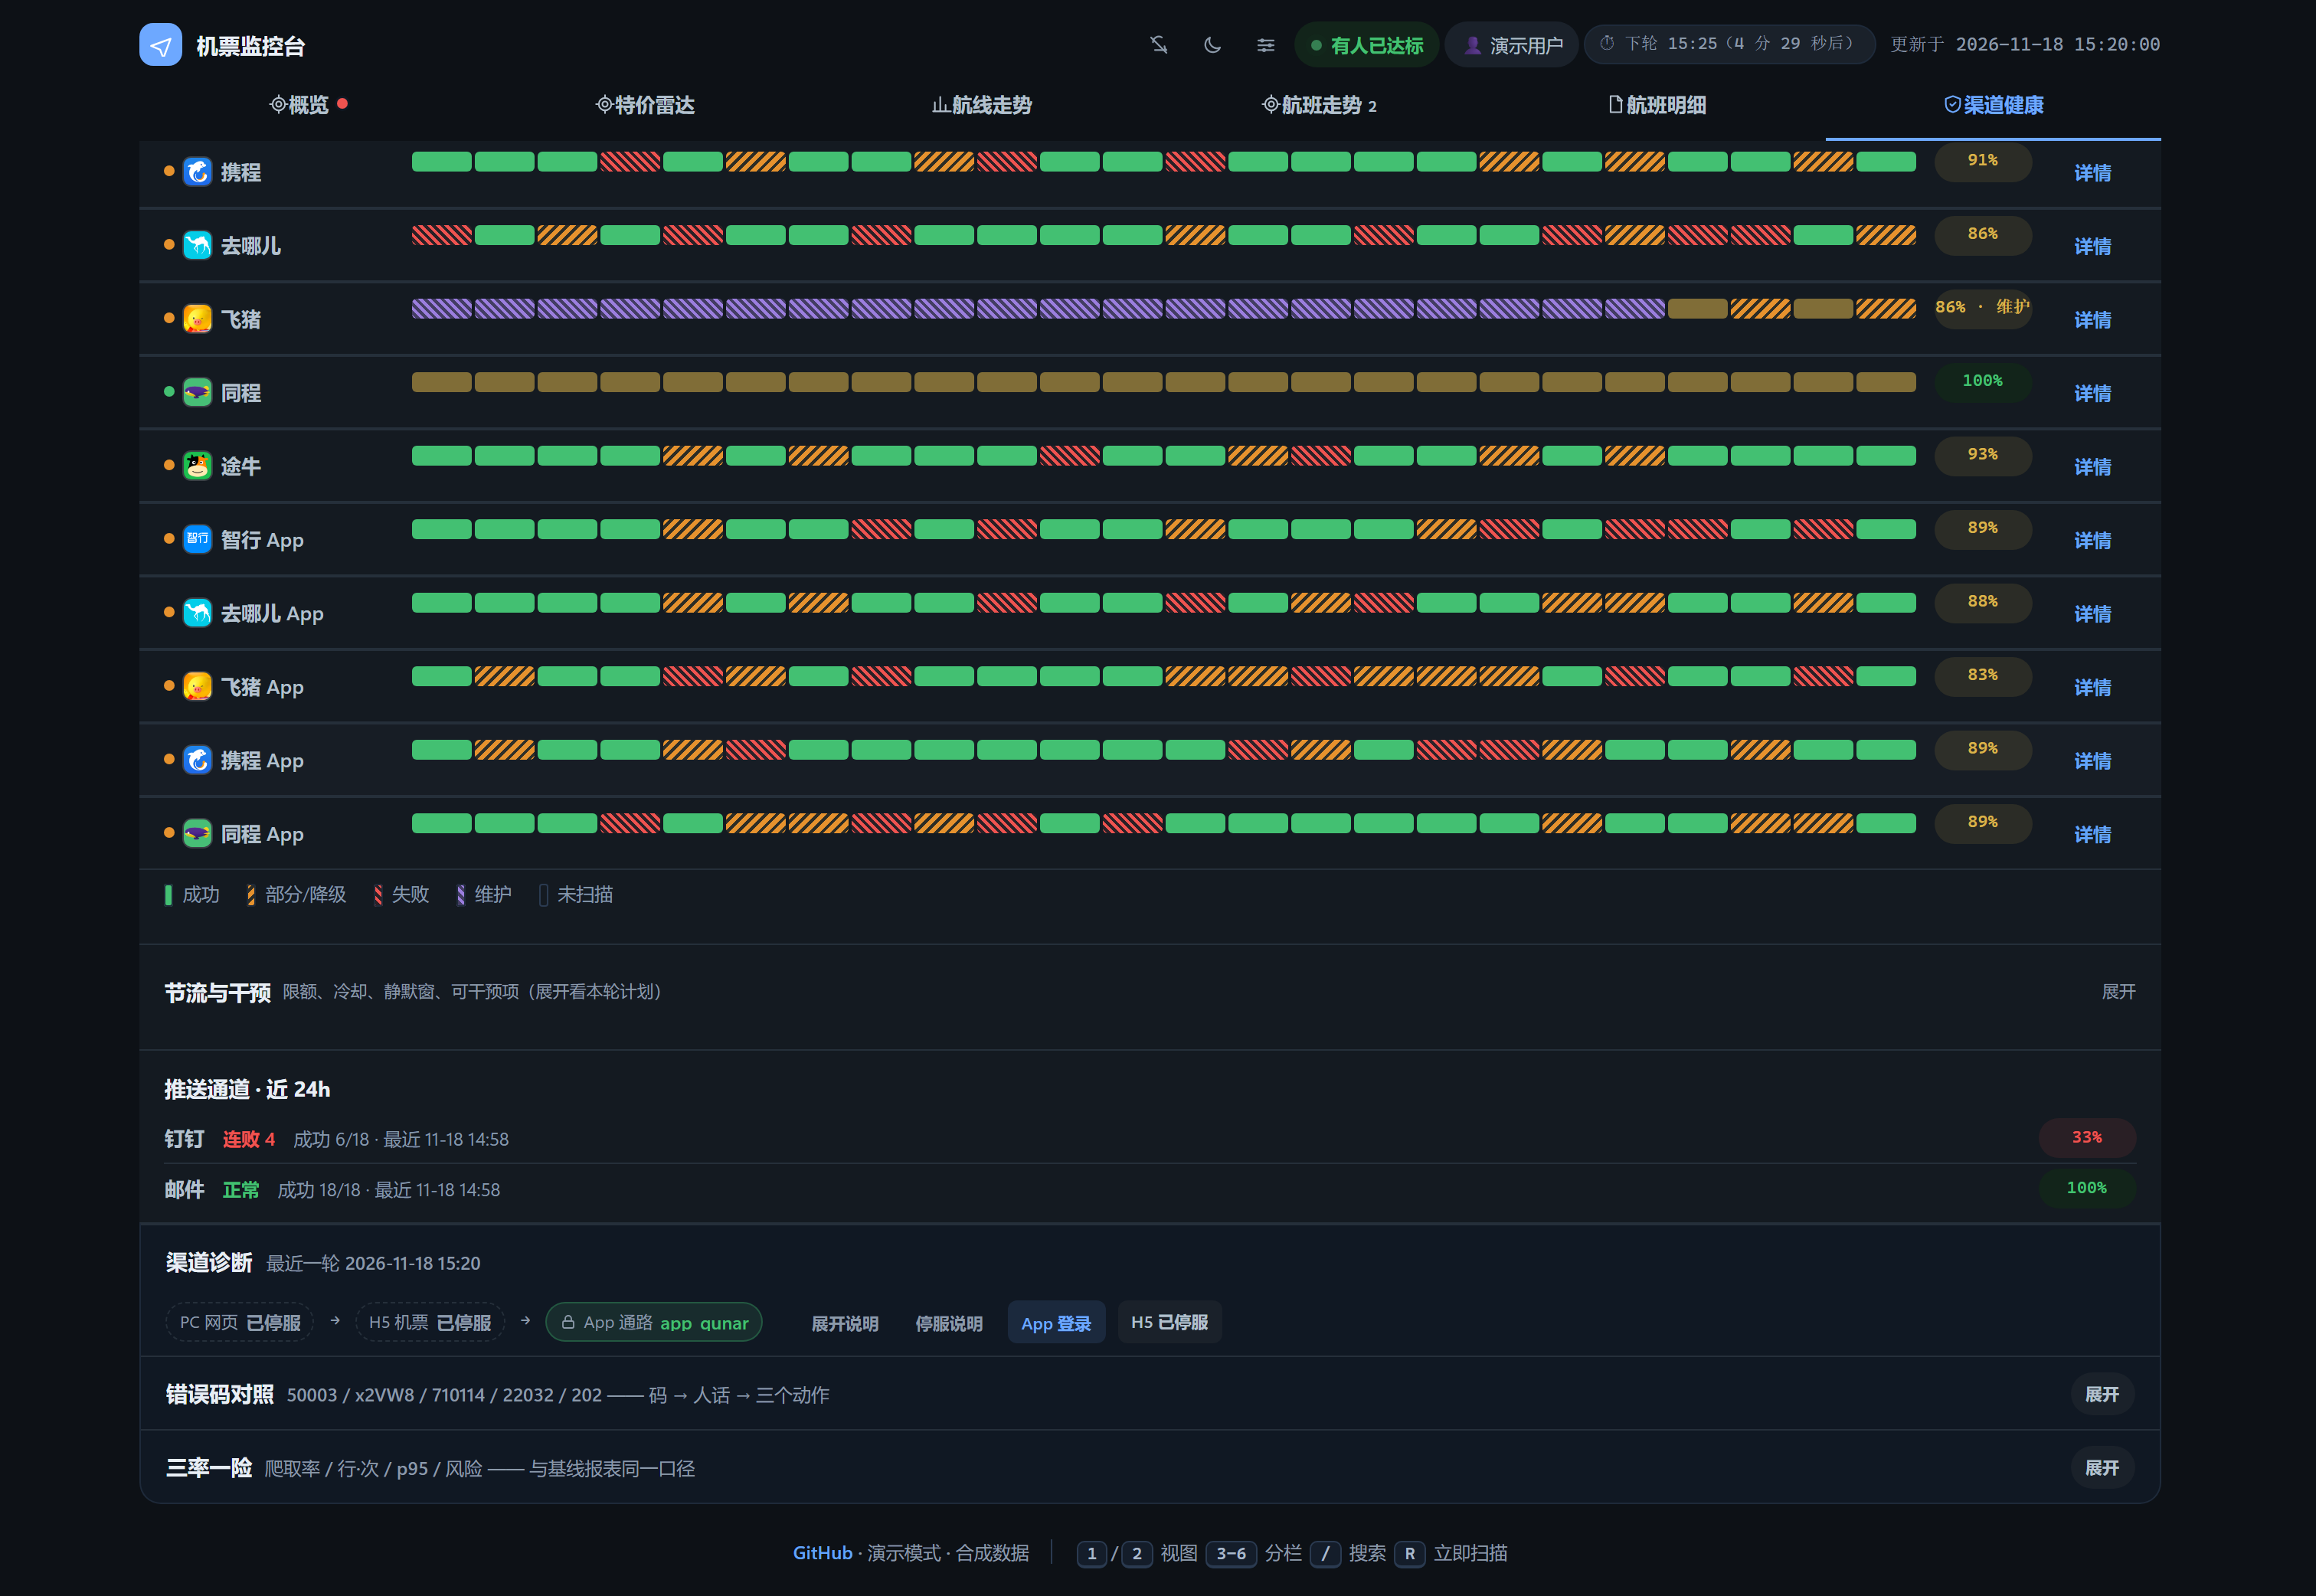 机票监控台
有人已达标
演示用户
下轮 15:25（4 分 29 秒后）
更新于 2026-11-18 15:20:00
概览
特价雷达
航线走势
航班走势 2
航班明细
渠道健康
携程 91% 详情
去哪儿 86% 详情
飞猪 86% · 维护 详情
同程 100% 详情
途牛 93% 详情
智行 智行 App 89% 详情
去哪儿 App 88% 详情
飞猪 App 83% 详情
携程 App 89% 详情
同程 App 89% 详情
成功 部分/降级 失败 维护 未扫描
节流与干预 限额、冷却、静默窗、可干预项（展开看本轮计划） 展开
推送通道 · 近 24h
钉钉 连败 4 成功 6/18 · 最近 11-18 14:58 33%
邮件 正常 成功 18/18 · 最近 11-18 14:58 100%
渠道诊断 最近一轮 2026-11-18 15:20
PC 网页 已停服 → H5 机票 已停服 → App 通路 app_qunar 展开说明 停服说明 App 登录 H5 已停服
错误码对照 50003 / x2VW8 / 710114 / 22032 / 202 —— 码 → 人话 → 三个动作 展开
三率一险 爬取率 / 行·次 / p95 / 风险 —— 与基线报表同一口径 展开
GitHub · 演示模式 · 合成数据 1 / 2 视图 3-6 分栏 / 搜索 R 立即扫描